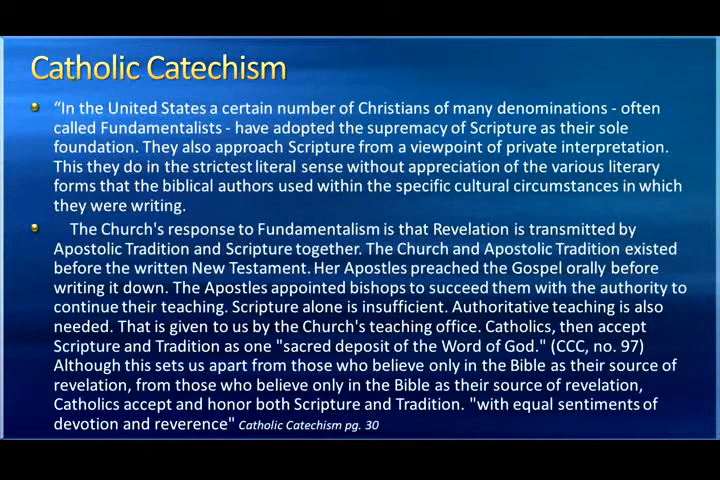 Catholic Catechism
“In the United States a certain number of Christians of many denominations - often
called Fundamentalists - have adopted the supremacy of Scripture as their sole
foundation. They also approach Scripture from a viewpoint of private interpretation.
This they do in the strictest literal sense without appreciation of the various literary
forms that the biblical authors used within the specific cultural circumstances in which
they were writing.
The Church's response to Fundamentalism is that Revelation is transmitted by
Apostolic Tradition and Scripture together. The Church and Apostolic Tradition existed
before the written New Testament. Her Apostles preached the Gospel orally before
writing it down. The Apostles appointed bishops to succeed them with the authority to
continue their teaching. Scripture alone is insufficient. Authoritative teaching is also
needed. That is given to us by the Church's teaching office. Catholics, then accept
Scripture and Tradition as one "sacred deposit of the Word of God." (CCC, no. 97)
Although this sets us apart from those who believe only in the Bible as their source of
revelation, from those who believe only in the Bible as their source of revelation,
Catholics accept and honor both Scripture and Tradition. "with equal sentiments of
devotion and reverence" Catholic Catechism pg. 30